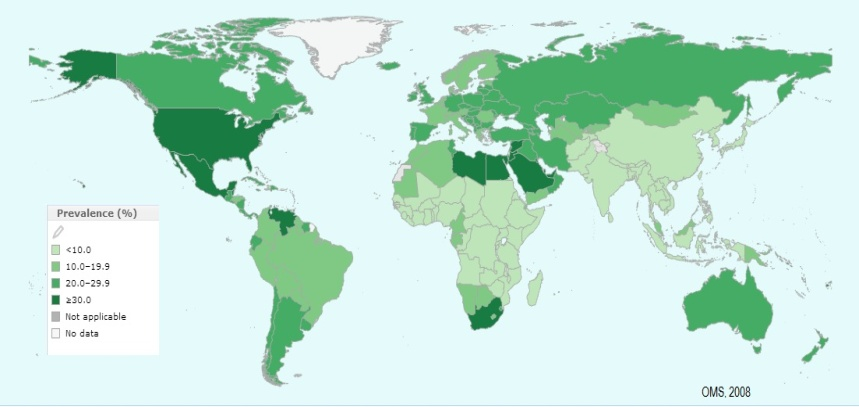 Prevalence (%)
<10.0
10.0–19.9
20.0–29.9
≥30.0
Not applicable
No data
OMS, 2008